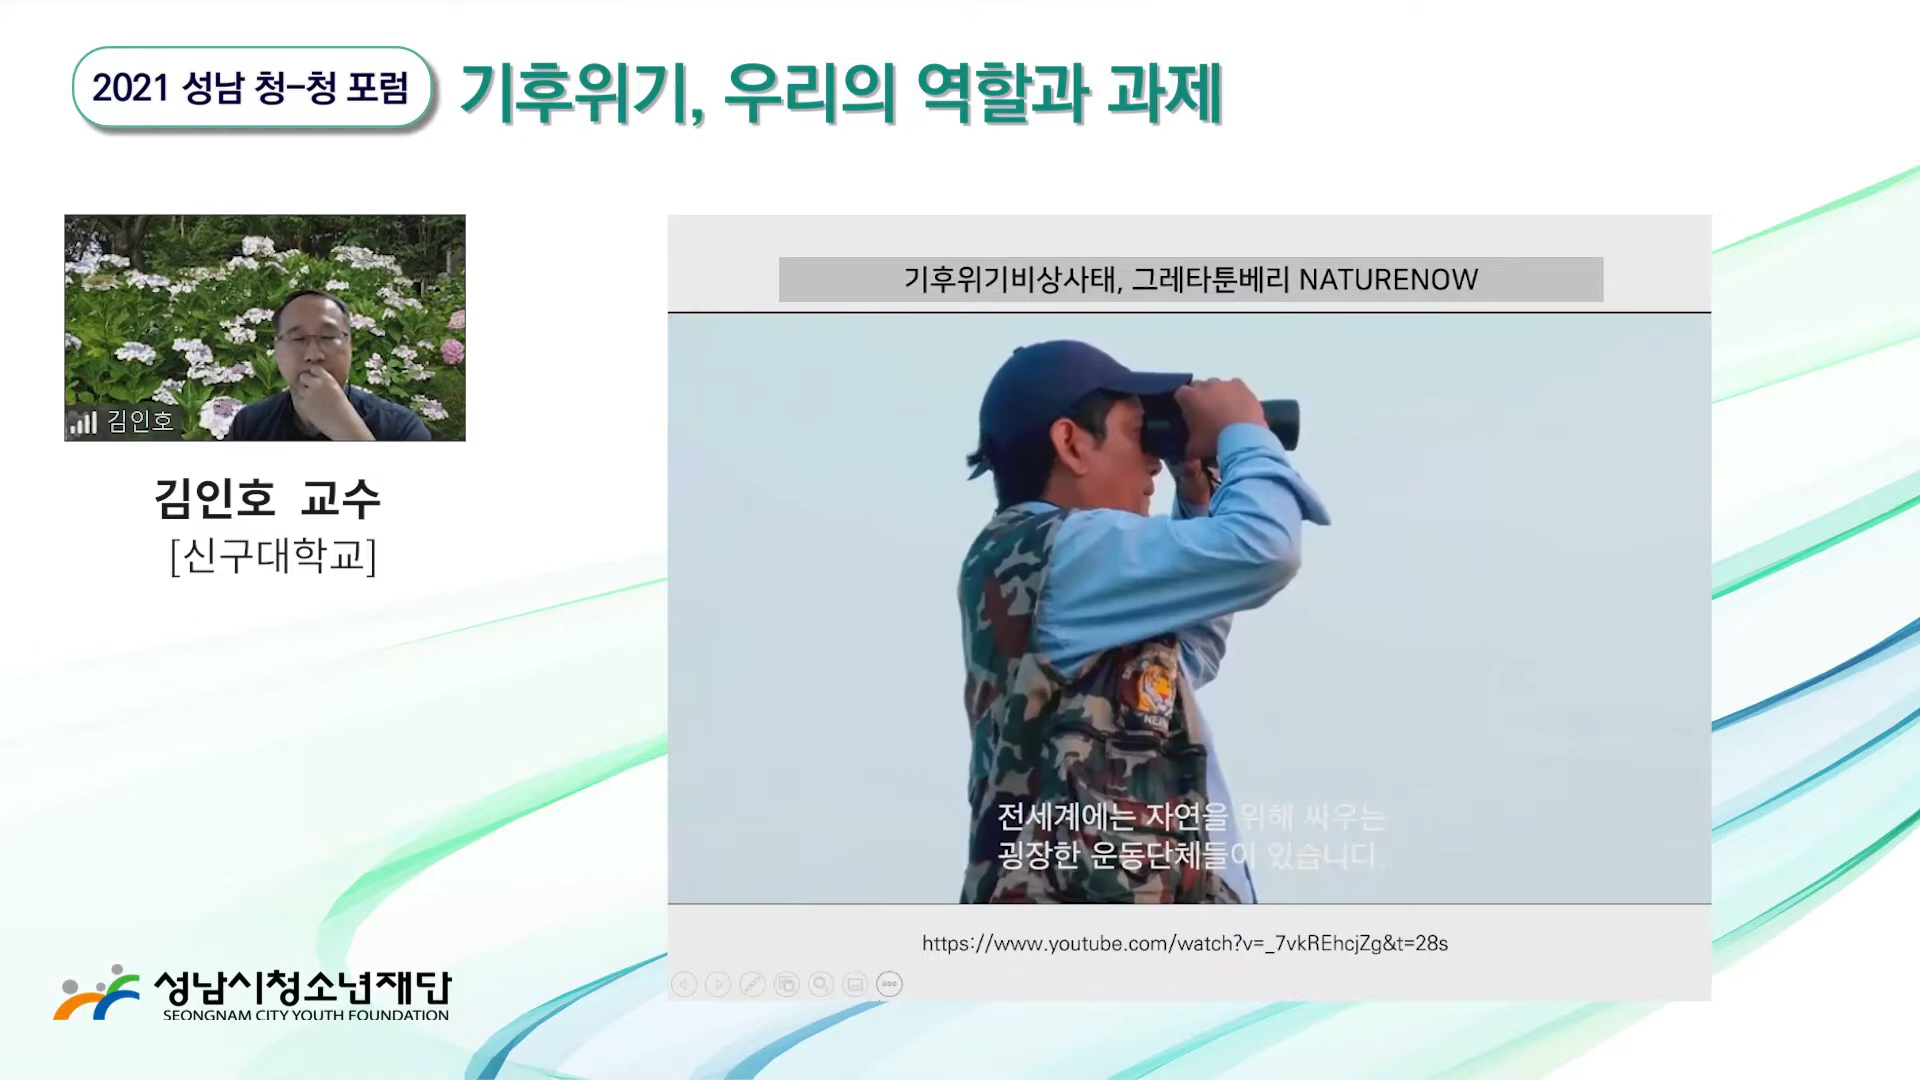 2021 성남 청-청 포럼
기후위기, 우리의 역할과 과제
김인호
김인호 교수
[신구대학교]
기후위기비상사태, 그레타툰베리 NATURENOW
전세계에는 자연을 위해 싸우는
굉장한 운동단체들이 있습니다.
https://www.youtube.com/watch?v=_7vkREhcjZg&t=28s
성남시청소년재단
SEONGNAM CITY YOUTH FOUNDATION